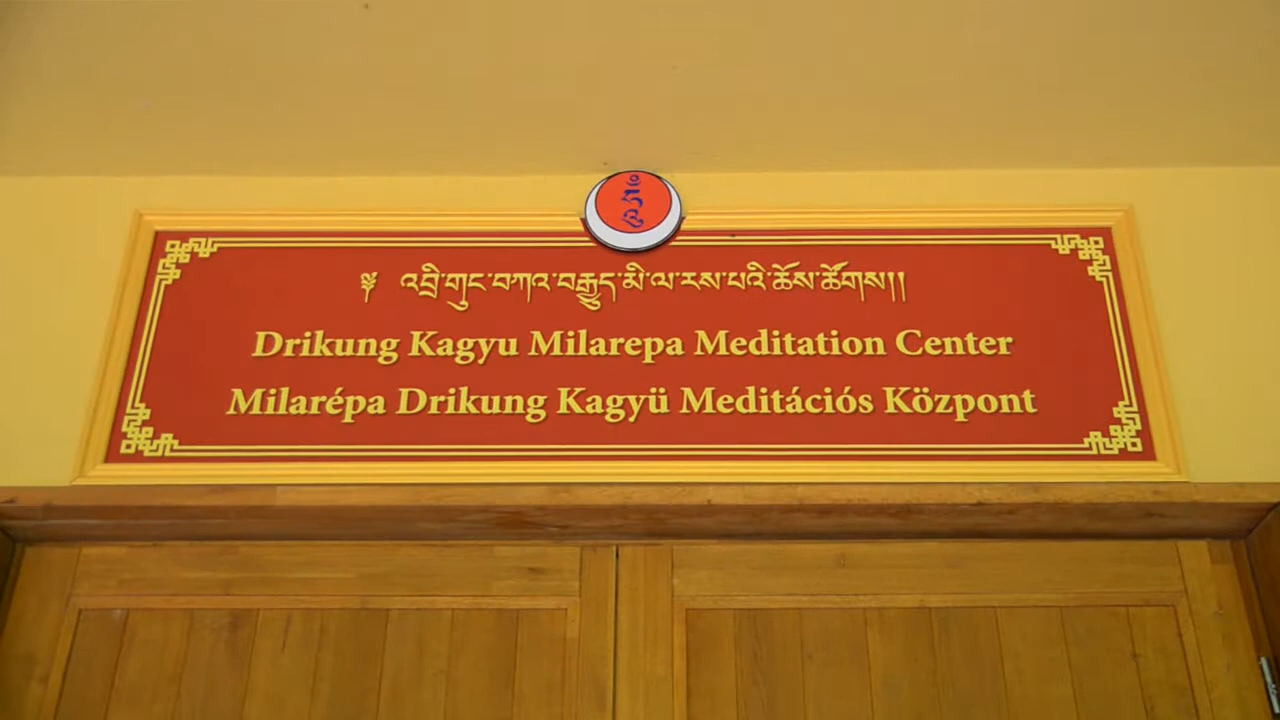 ༈ འབྲི་གུང་བཀའ་བརྒྱུད་མི་ལ་རས་པའི་ཆོས་ཚོགས།།
Drikung Kagyu Milarepa Meditation Center
Milarépa Drikung Kagyü Meditációs Központ